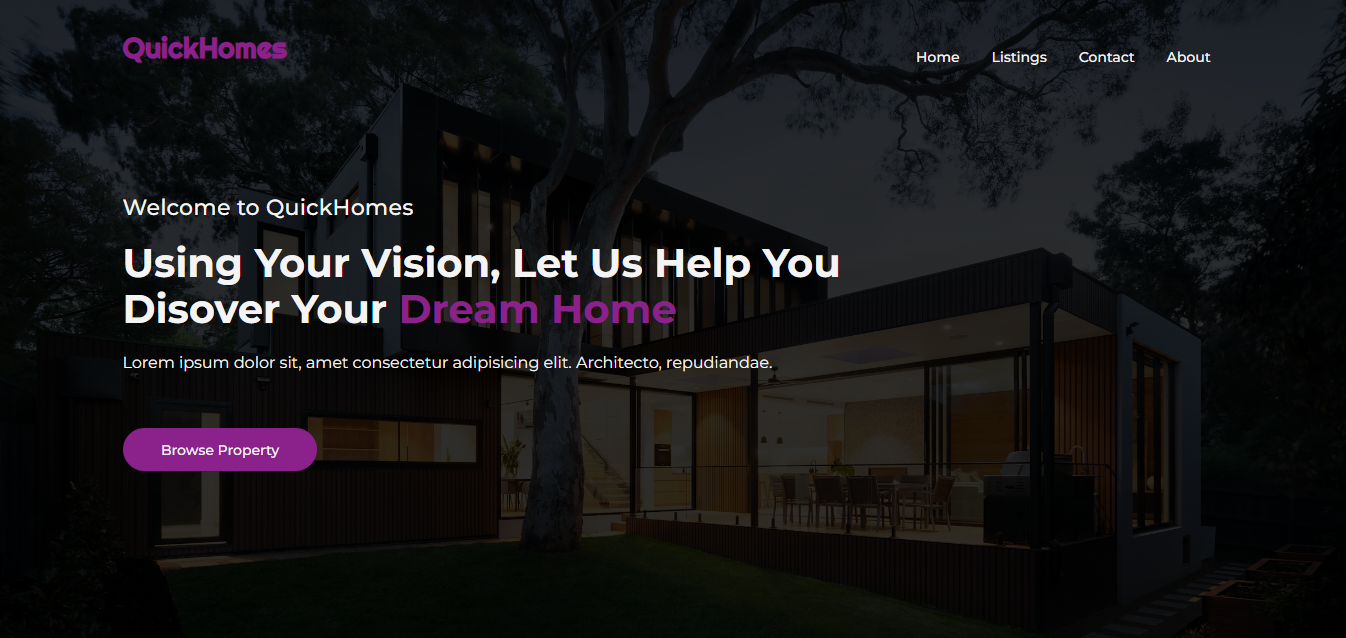 QuickHomes
Home Listings Contact About
Welcome to QuickHomes
Using Your Vision, Let Us Help You
Disover Your Dream Home
Lorem ipsum dolor sit, amet consectetur adipisicing elit. Architecto, repudiandae.
Browse Property